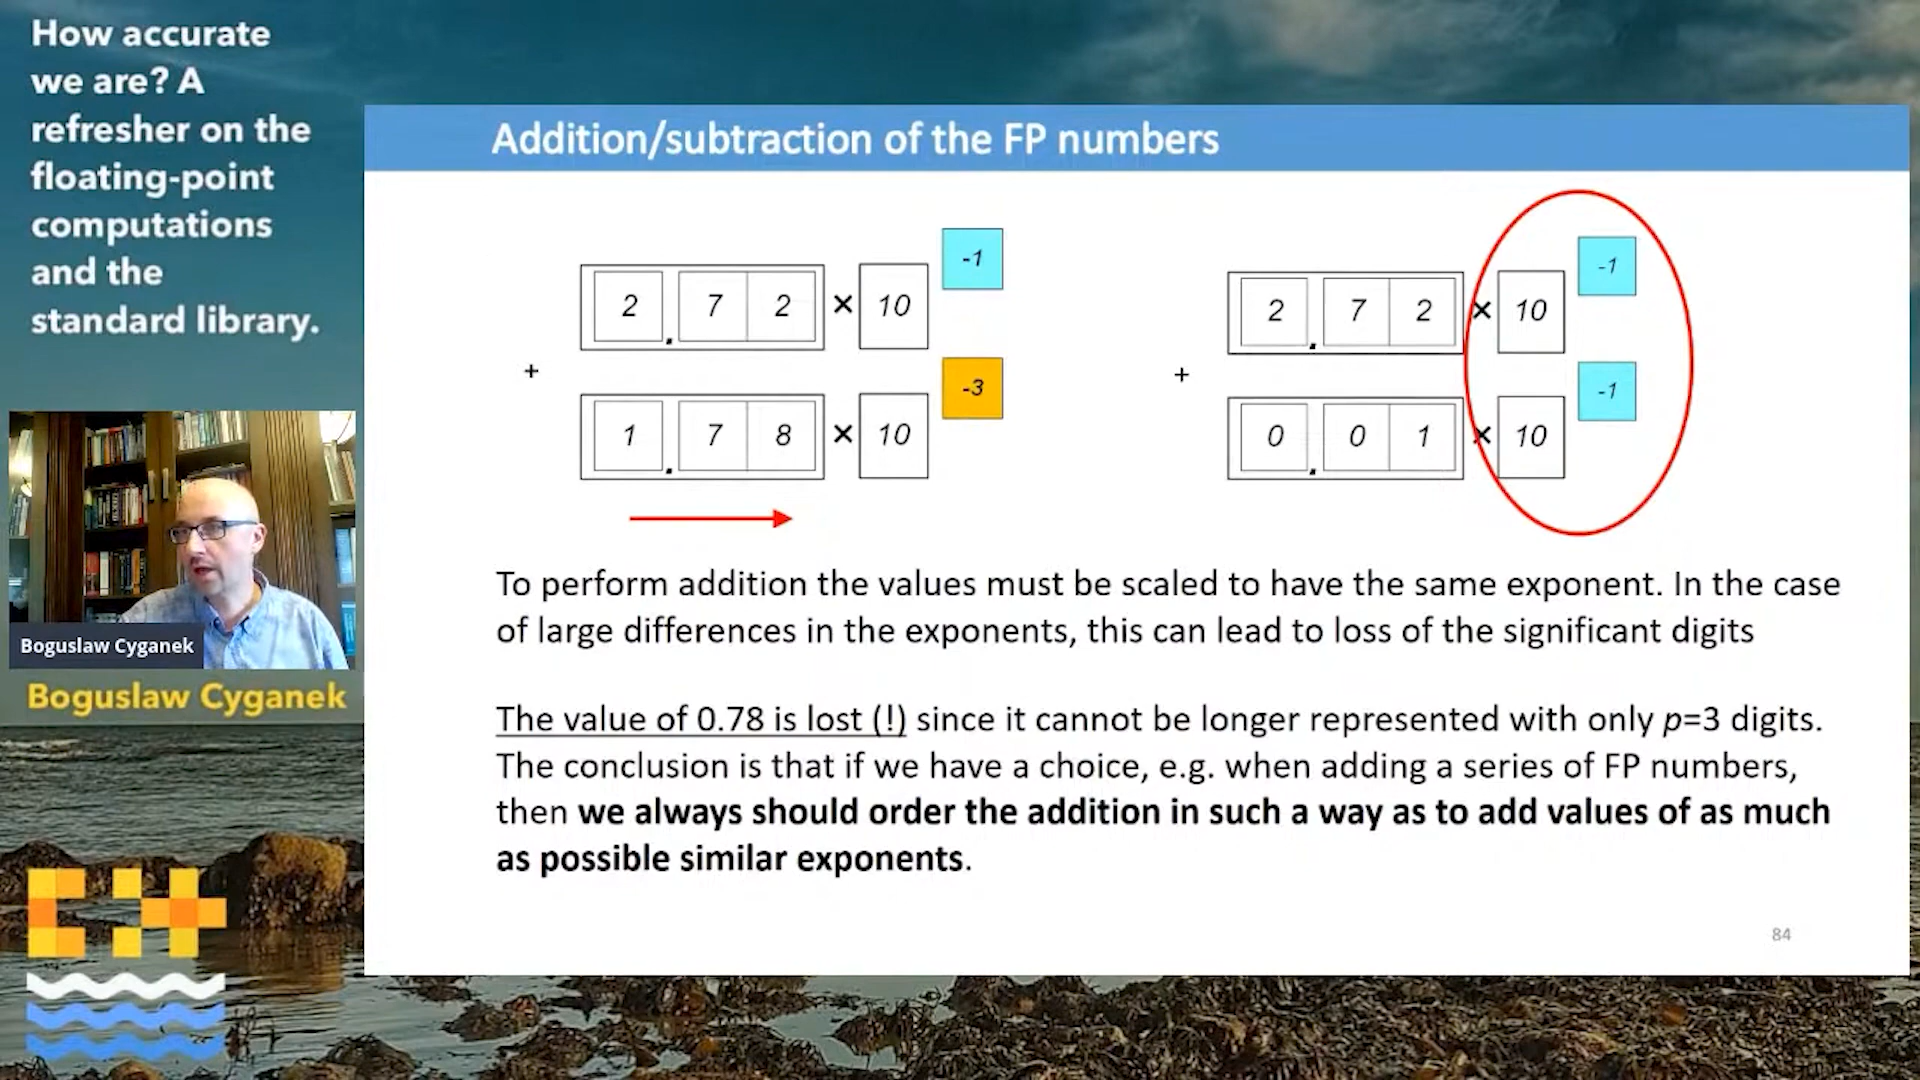 How accurate
we are? A
refresher on the
floating-point
computations
and the
standard library.
Boguslaw Cyganek
Boguslaw Cyganek
Addition/subtraction of the FP numbers
-1
2 . 7 2 × 10
+
-3
1 . 7 8 × 10
-1
2 . 7 2 × 10
+
-1
0 . 0 1 × 10
To perform addition the values must be scaled to have the same exponent. In the case
of large differences in the exponents, this can lead to loss of the significant digits
The value of 0.78 is lost (!) since it cannot be longer represented with only p=3 digits.
The conclusion is that if we have a choice, e.g. when adding a series of FP numbers,
then we always should order the addition in such a way as to add values of as much
as possible similar exponents.
84